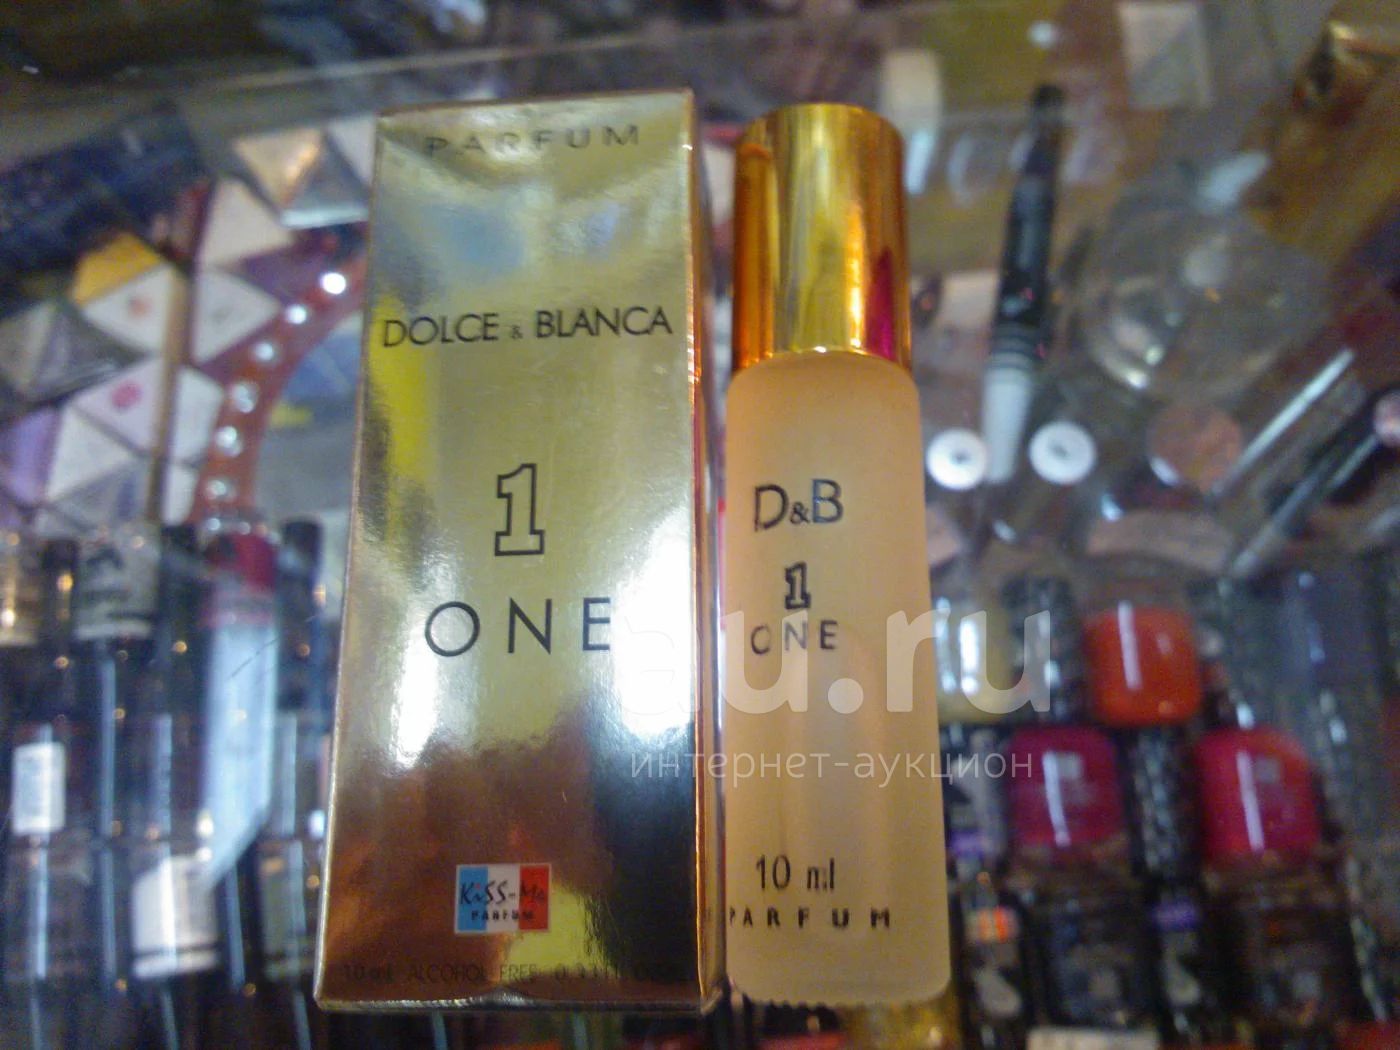 PARFUM
DOLCE & BLANCA
1
ONE
KiSS-Me
PARFUM
10 mL ALCOHOL FREE
D&B
1
ONE
10 ml
PARFUM
au.ru
интернет-аукцион